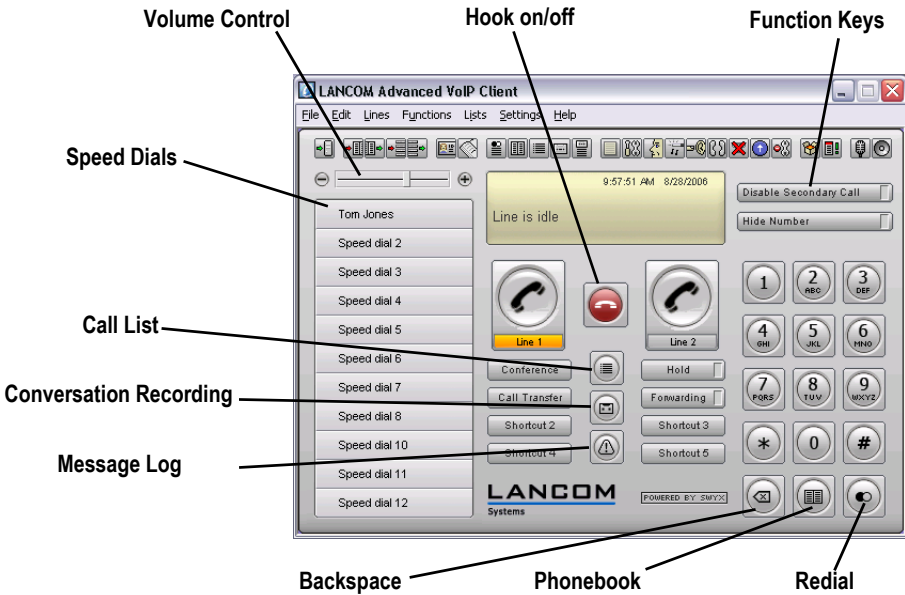 Volume Control
Hook on/off
Function Keys
LANCOM Advanced VoIP Client
File Edit Lines Functions Lists Settings Help
Speed Dials
9:57:51 AM 8/28/2006
Line is idle
Disable Secondary Call
Hide Number
Tom Jones
Speed dial 2
Speed dial 3
Speed dial 4
Speed dial 5
Speed dial 6
Speed dial 7
Speed dial 8
Speed dial 10
Speed dial 11
Speed dial 12
Line 1
Line 2
Call List
Conference
Hold
Conversation Recording
Call Transfer
Forwarding
Shortcut 2
Shortcut 3
Message Log
Shortcut 4
Shortcut 5
1
2 ABC
3 DEF
4 GHI
5 JKL
6 MNO
7 PQRS
8 TUV
9 WXYZ
*
0
#
LANCOM
Systems
POWERED BY SWYX
Backspace
Phonebook
Redial